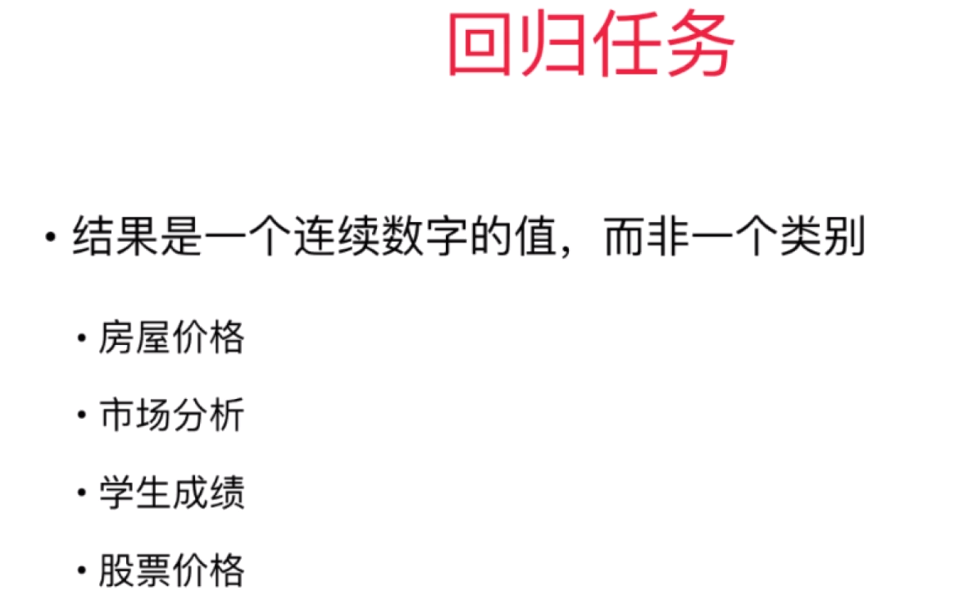 回归任务
• 结果是一个连续数字的值，而非一个类别
• 房屋价格
• 市场分析
• 学生成绩
• 股票价格